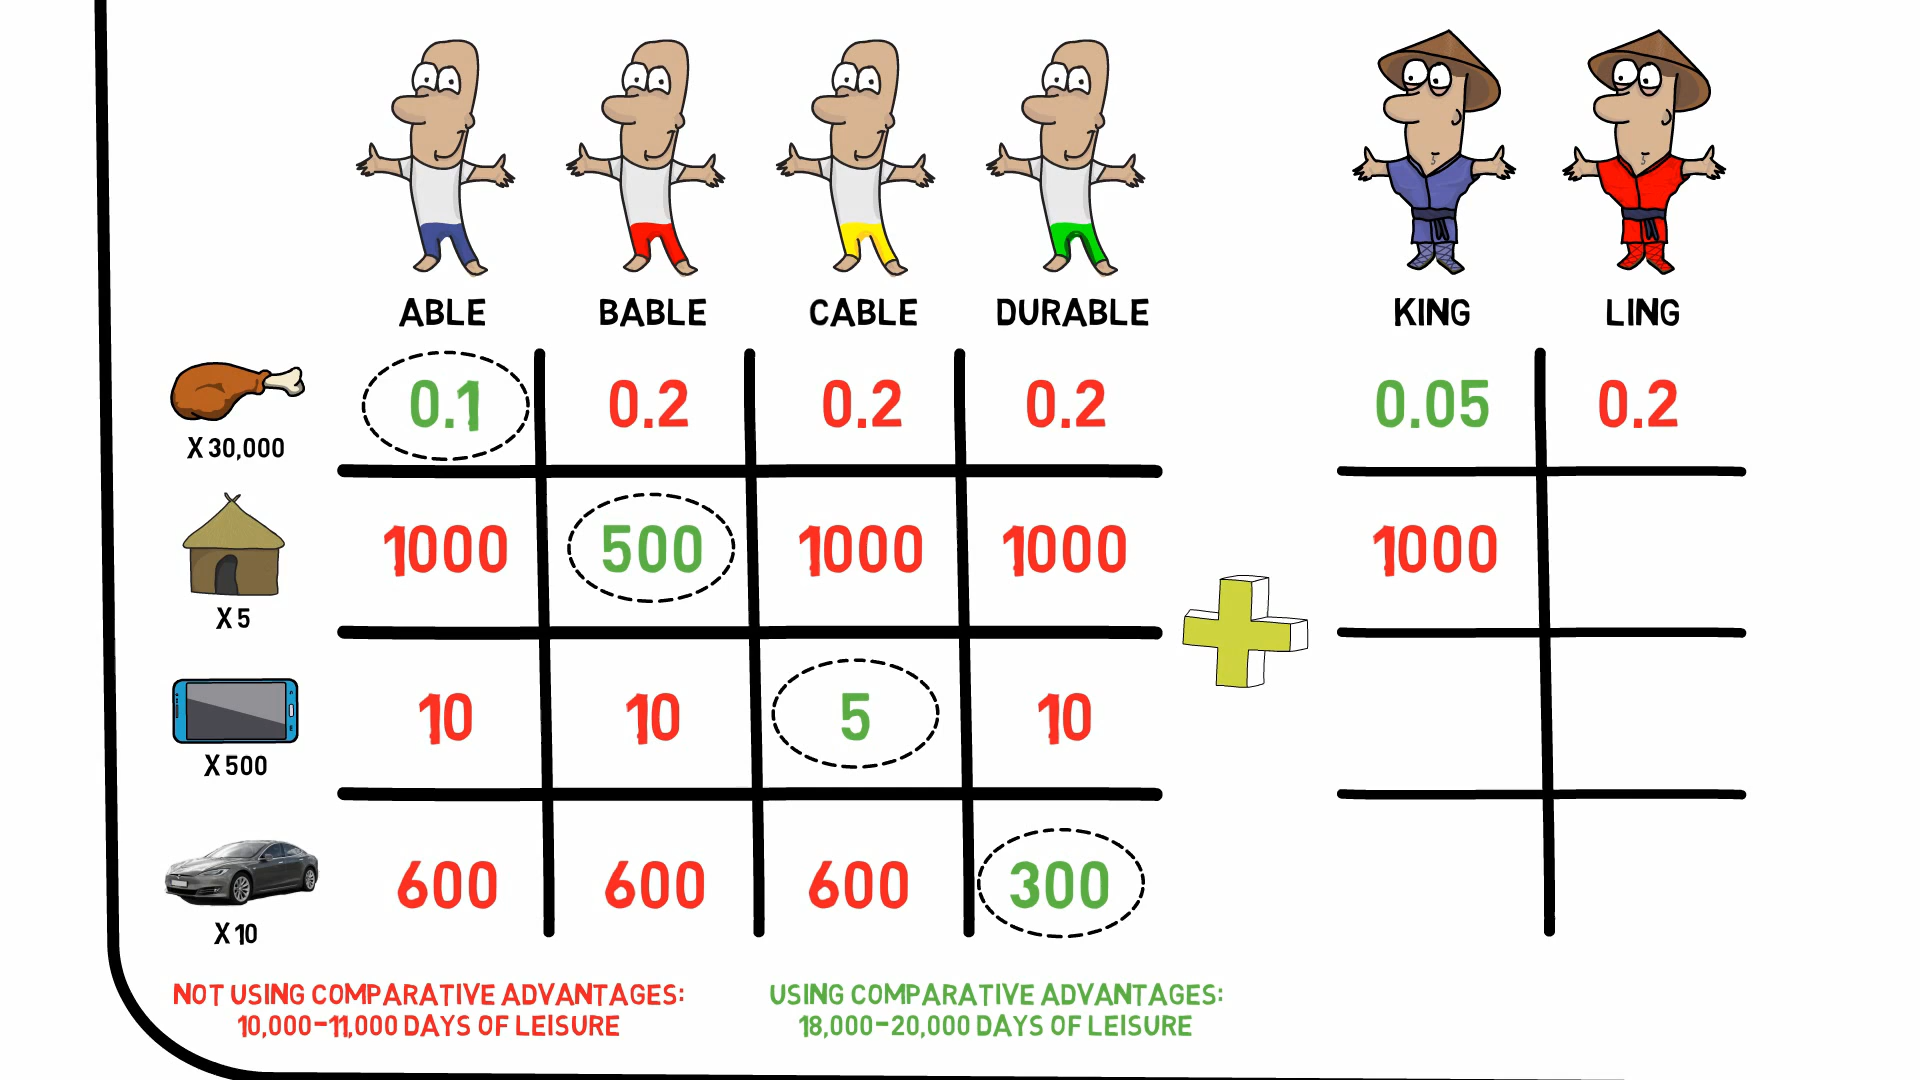 ABLE BABLE CABLE DURABLE KING LING
0.1 0.2 0.2 0.2 0.05 0.2
X 30,000
1000 500 1000 1000 1000
X 5
10 10 5 10
X 500
600 600 600 300
X 10
NOT USING COMPARATIVE ADVANTAGES:
10,000-11,000 DAYS OF LEISURE
USING COMPARATIVE ADVANTAGES:
18,000-20,000 DAYS OF LEISURE